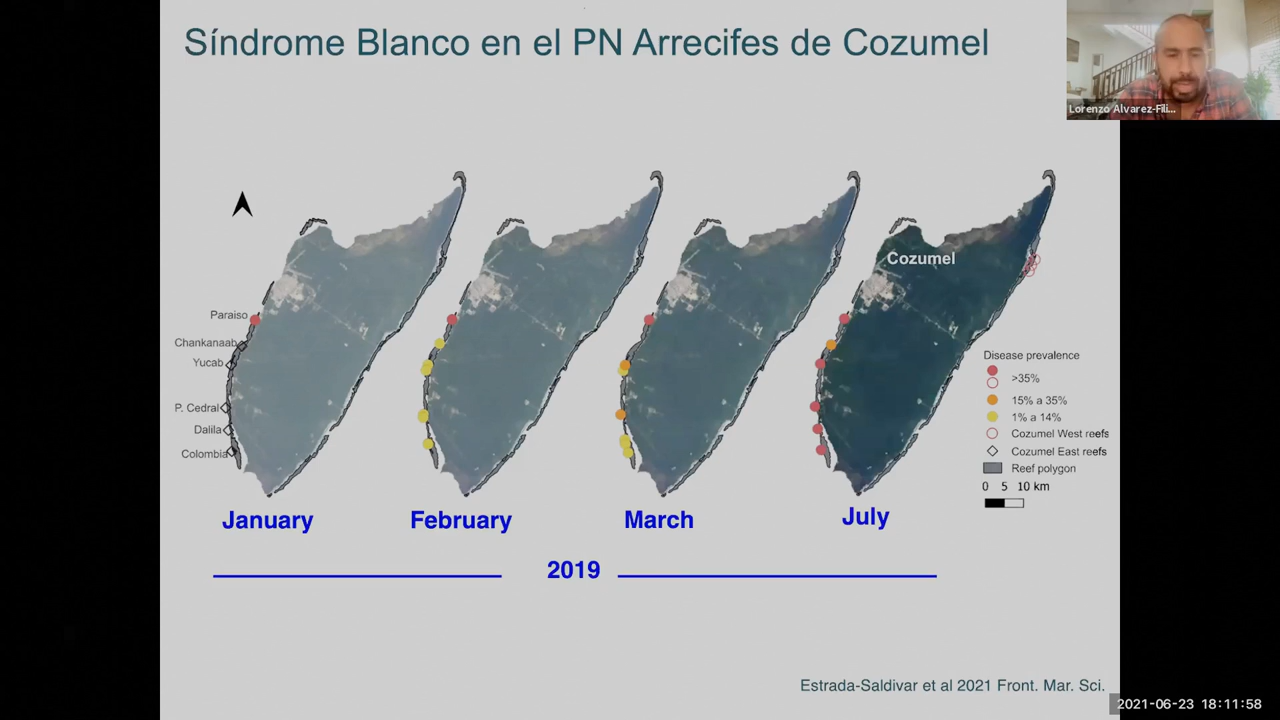 Síndrome Blanco en el PN Arrecifes de Cozumel
Lorenzo Alvarez-Fili...
Cozumel
Paraiso
Chankanaab
Yucab
P. Cedral
Dalila
Colombia
Disease prevalence
>35%
15% a 35%
1% a 14%
Cozumel West reefs
Cozumel East reefs
Reef polygon
0 5 10 km
January
February
March
July
2019
Estrada-Saldivar et al 2021 Front. Mar. Sci.
2021-06-23 18:11:58